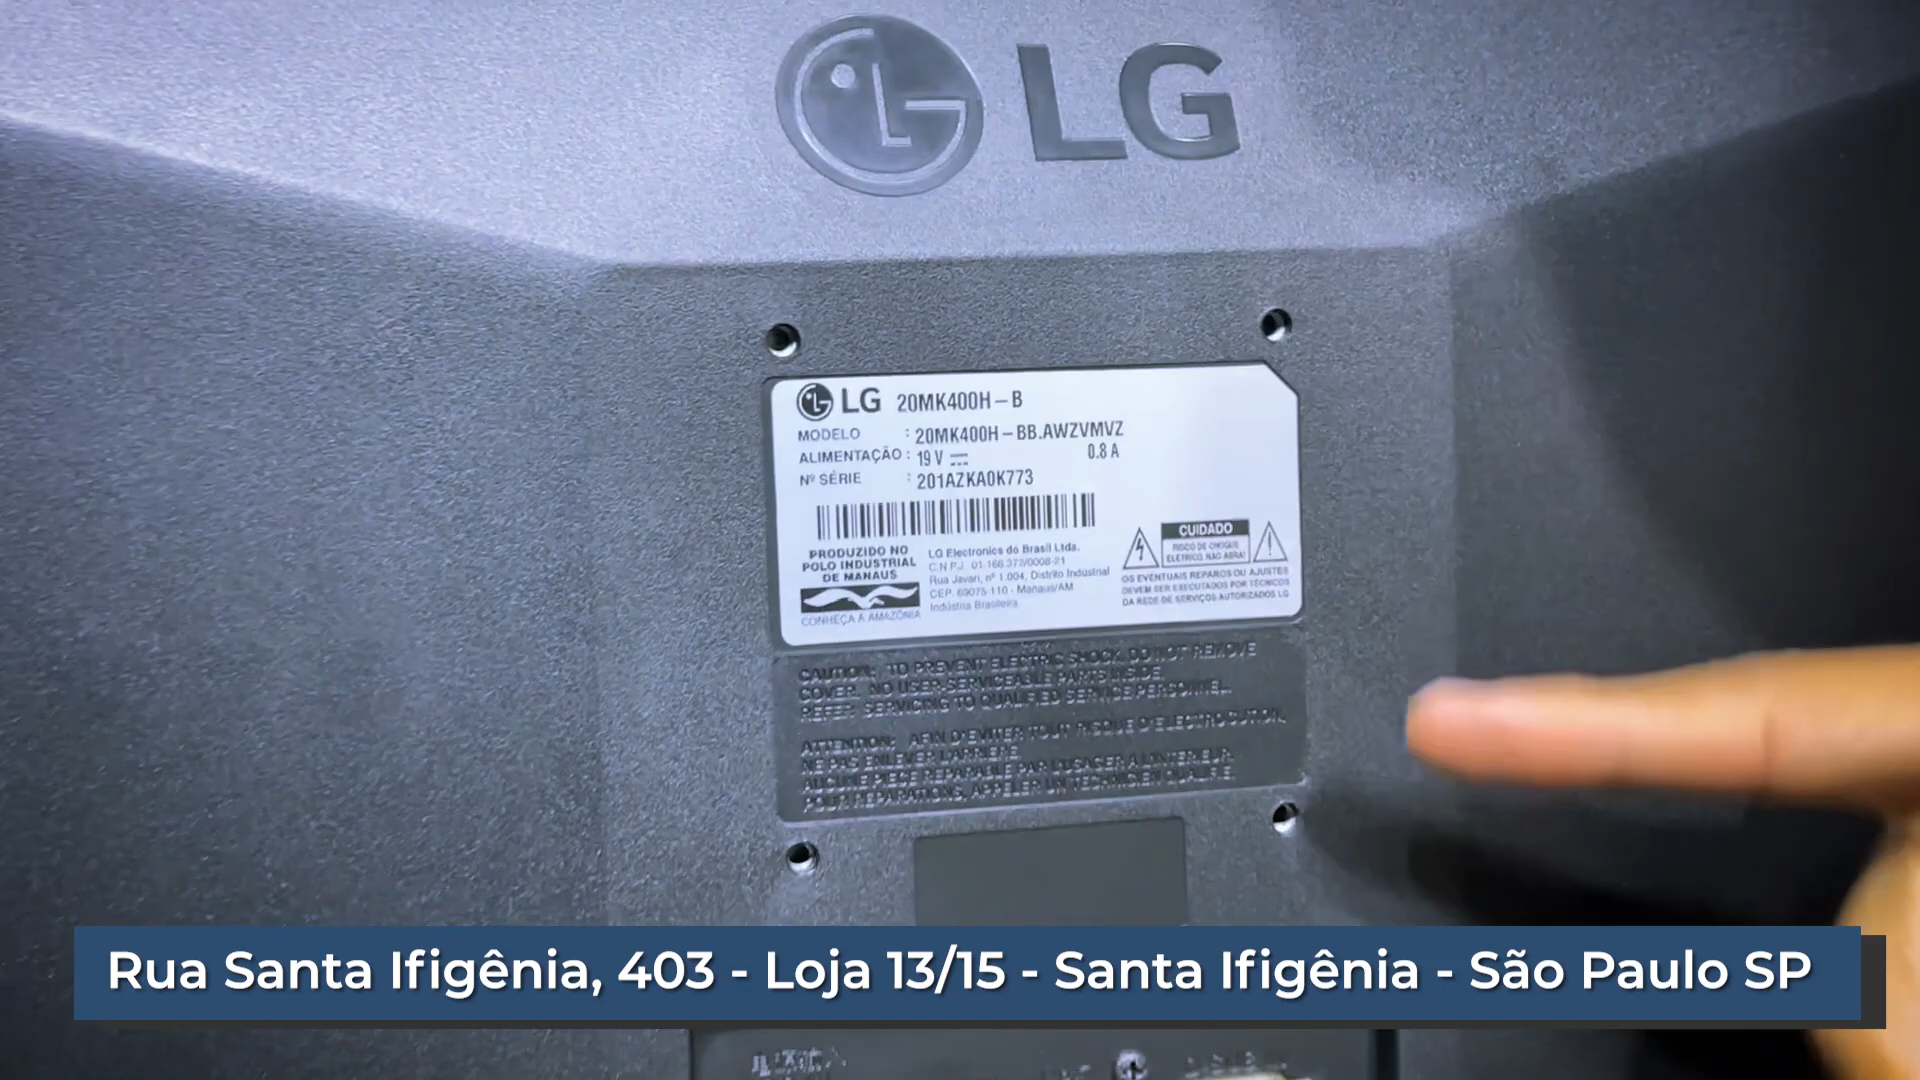 LG
LG 20MK400H – B
MODELO : 20MK400H – BB.AWZVMVZ
ALIMENTAÇÃO : 19 V 0.8 A
Nº SÉRIE : 201AZKA0K773
PRODUZIDO NO
POLO INDUSTRIAL
DE MANAUS
CONHEÇA A AMAZÔNIA
LG Electronics do Brasil Ltda.
C.N.P.J. 01.166.372/0008-21
Rua Javari, nº 1.004, Distrito Industrial
CEP. 69075-110 - Manaus/AM
Indústria Brasileira
CUIDADO
RISCO DE CHOQUE
ELÉTRICO. NÃO ABRA!
OS EVENTUAIS REPAROS OU AJUSTES
DEVEM SER EXECUTADOS POR TÉCNICOS
DA REDE DE SERVIÇOS AUTORIZADOS LG
CAUTION: TO PREVENT ELECTRIC SHOCK, DO NOT REMOVE
COVER. NO USER-SERVICEABLE PARTS INSIDE.
REFER SERVICING TO QUALIFIED SERVICE PERSONNEL.
ATTENTION: AFIN D'EVITER TOUT RISQUE D'ELECTROCUTION,
NE PAS ENLEVER L'ARRIERE.
AUCUNE PIECE REPARABLE PAR L'USAGER A L'INTERIEUR.
POUR REPARATIONS, APPELER UN TECHNICIEN QUALIFIE.
Rua Santa Ifigênia, 403 - Loja 13/15 - Santa Ifigênia - São Paulo SP